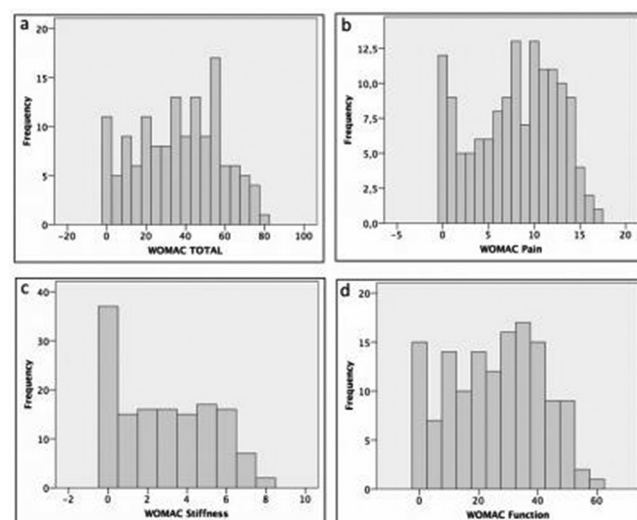 a
20
15
10
5
0
Frequency
-20 0 20 40 60 80 100
WOMAC TOTAL
b
12,5
10,0
7,5
5,0
2,5
0,0
Frequency
-5 0 5 10 15 20
WOMAC Pain
c
40
30
20
10
0
Frequency
-2 0 2 4 6 8 10
WOMAC Stiffness
d
20
15
10
5
0
Frequency
0 20 40 60
WOMAC Function